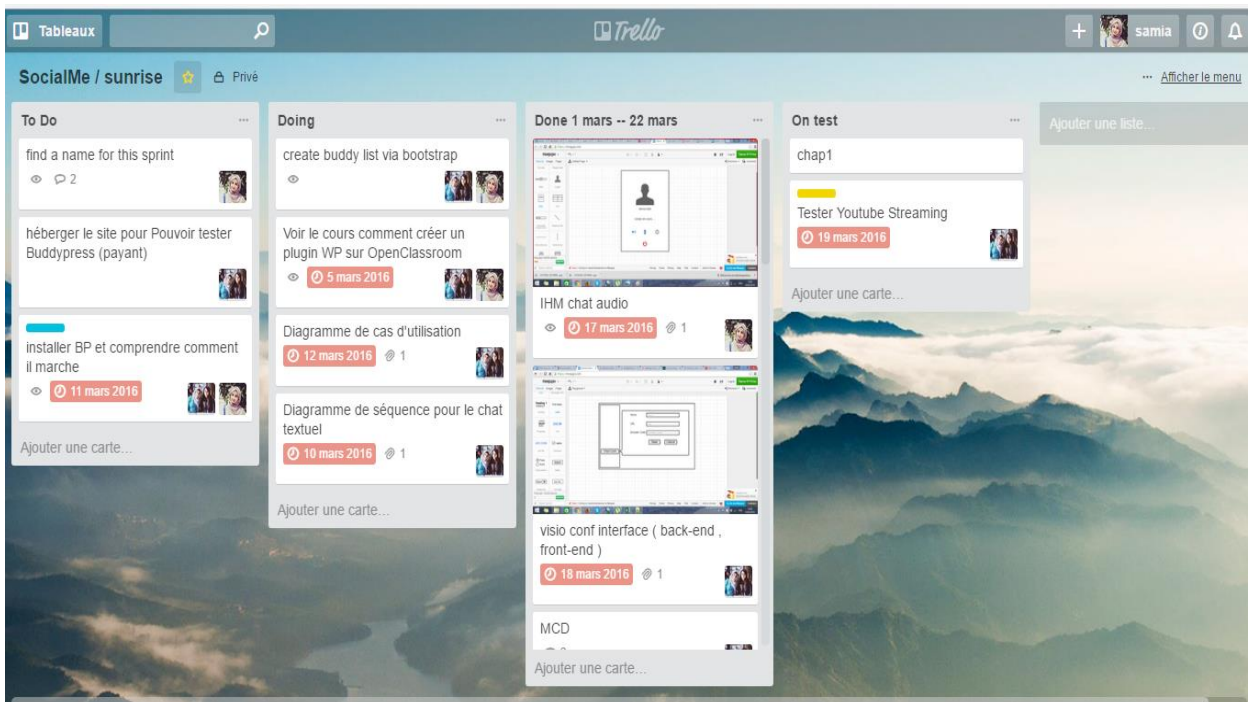 Tableaux
Trello
samia
SocialMe / sunrise
Privé
... Afficher le menu
To Do
...
find a name for this sprint
2
héberger le site pour Pouvoir tester
Buddypress (payant)
installer BP et comprendre comment
il marche
11 mars 2016
Ajouter une carte...
Doing
...
create buddy list via bootstrap
Voir le cours comment créer un
plugin WP sur OpenClassroom
5 mars 2016
Diagramme de cas d'utilisation
12 mars 2016 1
Diagramme de séquence pour le chat
textuel
10 mars 2016 1
Ajouter une carte...
Done 1 mars -- 22 mars
...
IHM chat audio
17 mars 2016 1
visio conf interface ( back-end ,
front-end )
18 mars 2016 1
MCD
Ajouter une carte...
On test
...
chap1
Tester Youtube Streaming
19 mars 2016
Ajouter une carte...
Ajouter une liste...